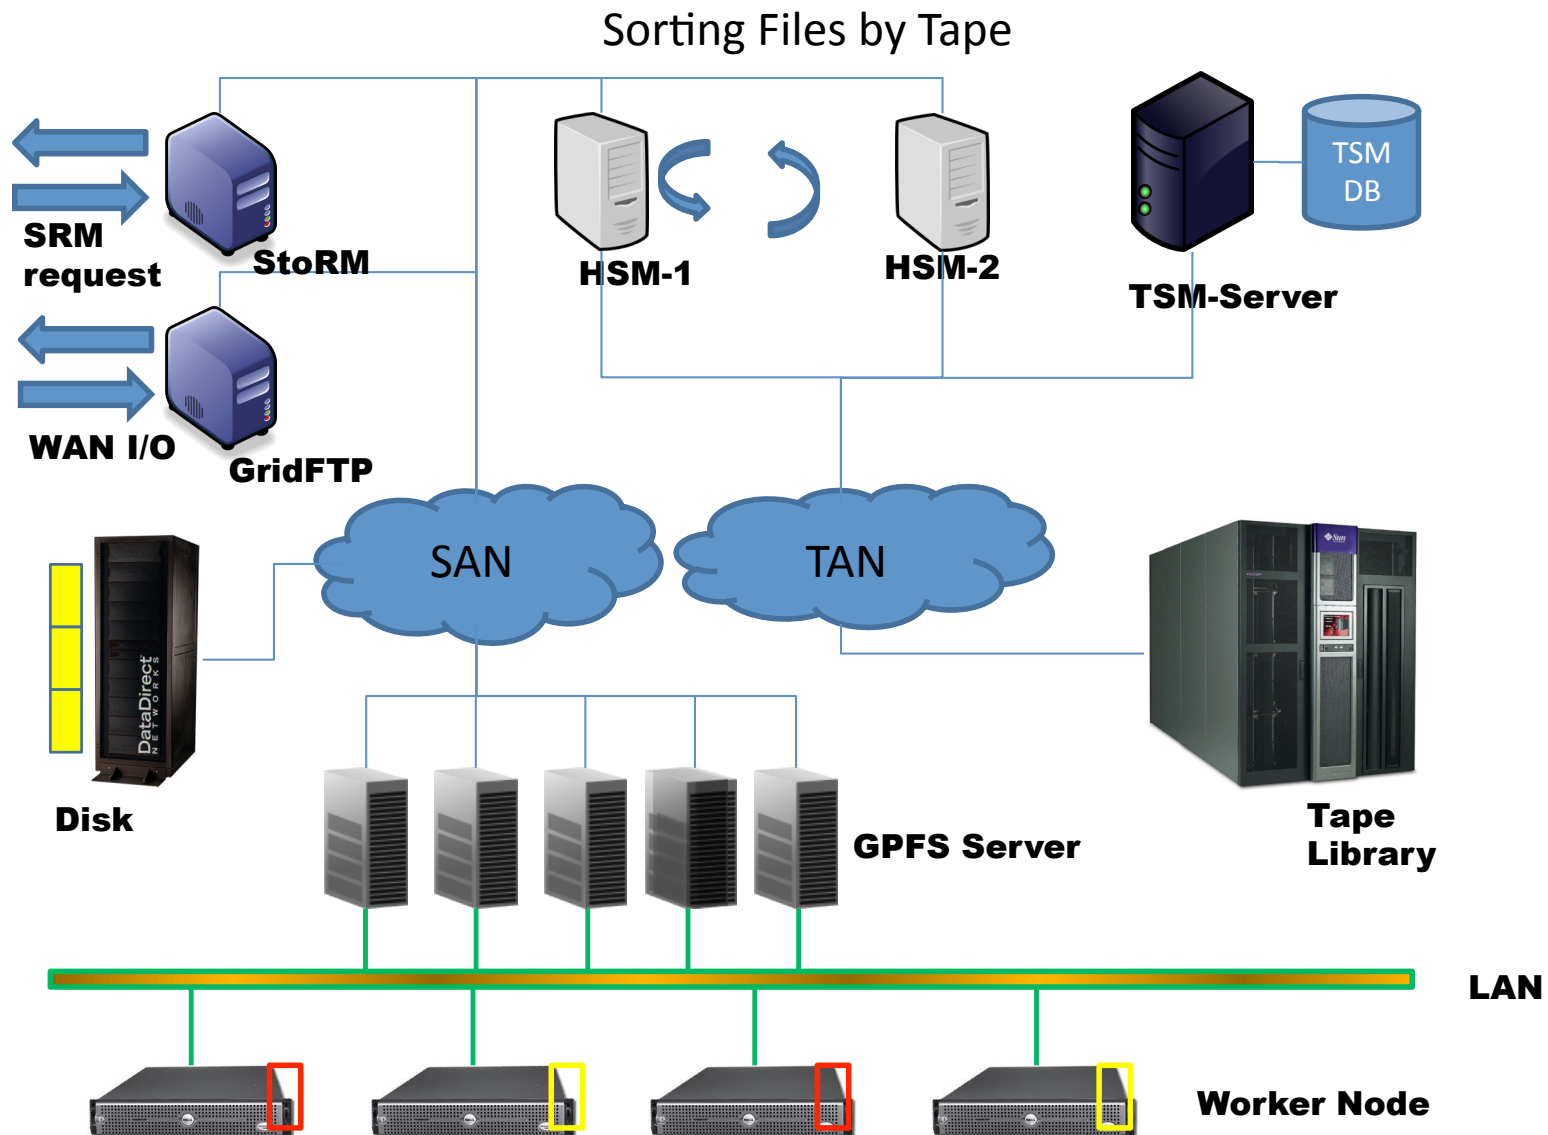 Sorting Files by Tape
TSM
DB
SRM
request
StoRM
HSM-1
HSM-2
TSM-Server
WAN I/O
GridFTP
SAN
TAN
Sun
DataDirect
NETWORKS
Disk
GPFS Server
Tape
Library
LAN
Worker Node